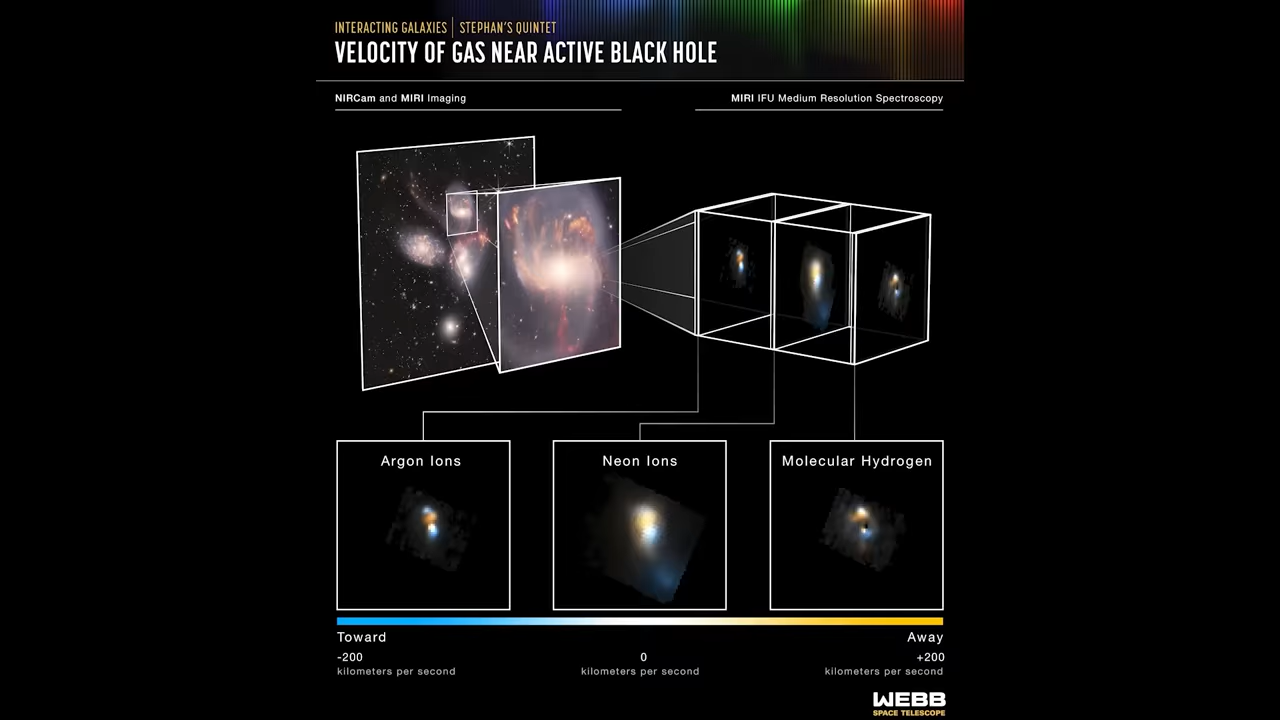 INTERACTING GALAXIES | STEPHAN'S QUINTET
VELOCITY OF GAS NEAR ACTIVE BLACK HOLE
NIRCam and MIRI Imaging
MIRI IFU Medium Resolution Spectroscopy
Argon Ions
Neon Ions
Molecular Hydrogen
Toward
Away
-200
0
+200
kilometers per second
kilometers per second
kilometers per second
WEBB
SPACE TELESCOPE